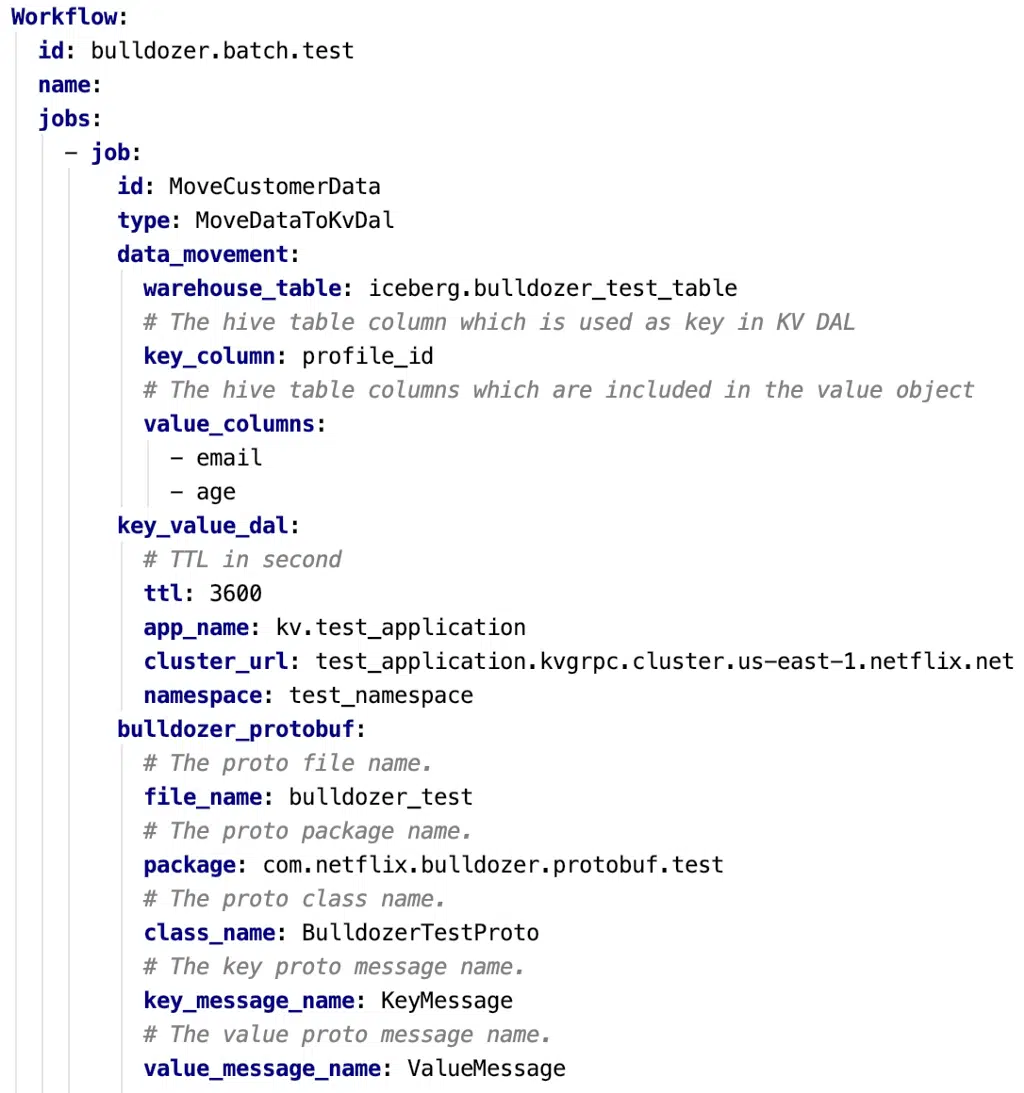 Workflow:
id: bulldozer.batch.test
name:
jobs:
– job:
id: MoveCustomerData
type: MoveDataToKvDal
data_movement:
warehouse_table: iceberg.bulldozer_test_table
# The hive table column which is used as key in KV DAL
key_column: profile_id
# The hive table columns which are included in the value object
value_columns:
– email
– age
key_value_dal:
# TTL in second
ttl: 3600
app_name: kv.test_application
cluster_url: test_application.kvgrpc.cluster.us-east-1.netflix.net
namespace: test_namespace
bulldozer_protobuf:
# The proto file name.
file_name: bulldozer_test
# The proto package name.
package: com.netflix.bulldozer.protobuf.test
# The proto class name.
class_name: BulldozerTestProto
# The key proto message name.
key_message_name: KeyMessage
# The value proto message name.
value_message_name: ValueMessage